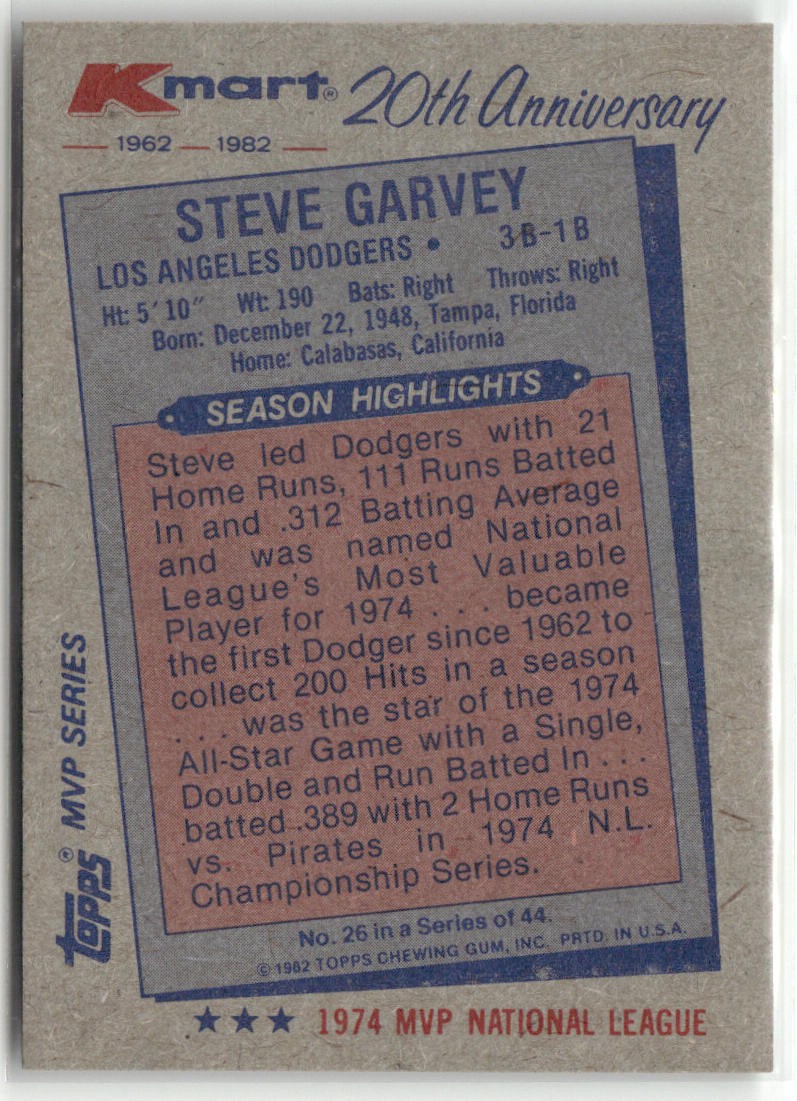 Kmart® 20th Anniversary
— 1962 — 1982 —
STEVE GARVEY
LOS ANGELES DODGERS • 3B-1B
Ht: 5'10" Wt: 190 Bats: Right Throws: Right
Born: December 22, 1948, Tampa, Florida
Home: Calabasas, California
SEASON HIGHLIGHTS
Steve led Dodgers with 21
Home Runs, 111 Runs Batted
In and .312 Batting Average
and was named National
League's Most Valuable
Player for 1974 . . . became
the first Dodger since 1962 to
collect 200 Hits in a season
. . . was the star of the 1974
All-Star Game with a Single,
Double and Run Batted In . . .
batted .389 with 2 Home Runs
vs. Pirates in 1974 N.L.
Championship Series.
No. 26 in a Series of 44.
©1982 TOPPS CHEWING GUM, INC. PRTD. IN U.S.A.
topps® MVP SERIES
★★★ 1974 MVP NATIONAL LEAGUE